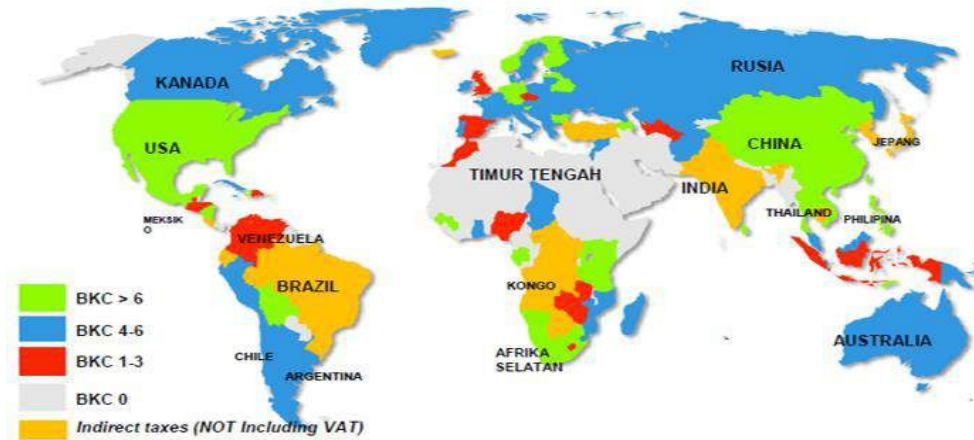 KANADA
RUSIA
USA
CHINA
JEPANG
TIMUR TENGAH
INDIA
MEKSIK
O
THAILAND
PHILIPINA
VENEZUELA
BRAZIL
KONGO
CHILE
ARGENTINA
AFRIKA
SELATAN
AUSTRALIA
BKC > 6
BKC 4-6
BKC 1-3
BKC 0
Indirect taxes (NOT Including VAT)